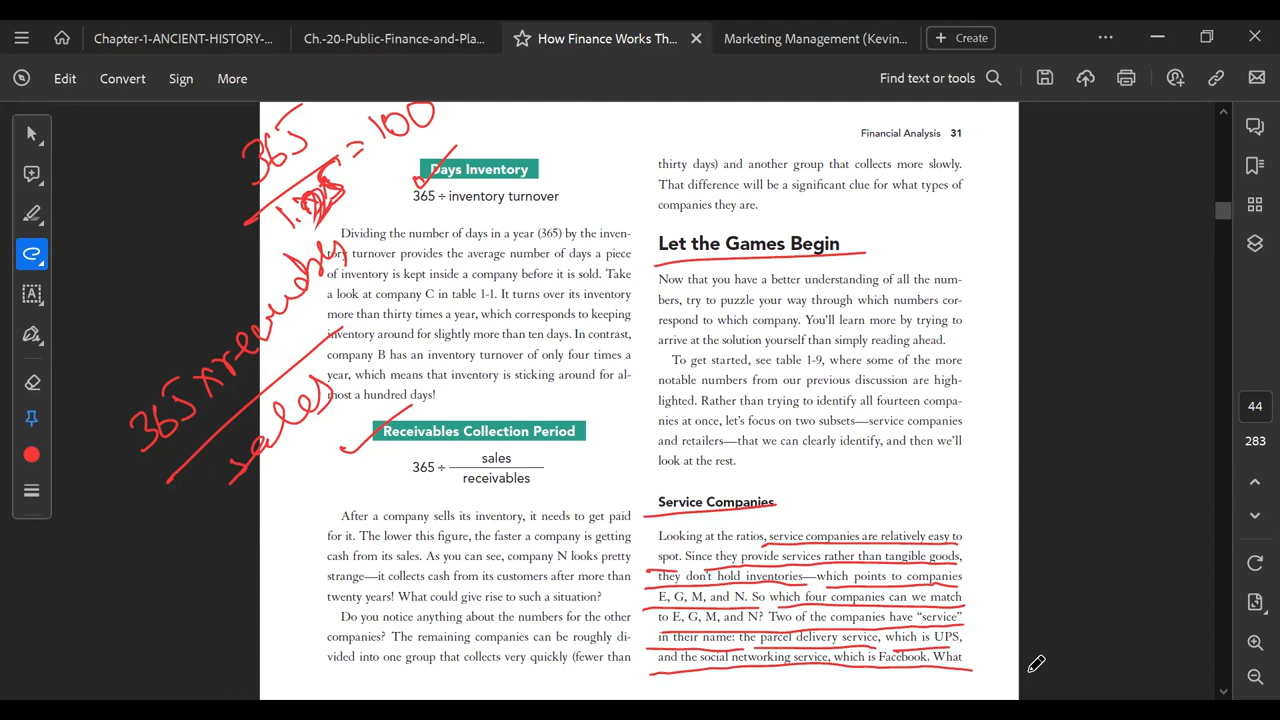 Chapter-1-ANCIENT-HISTORY-...
Ch.-20-Public-Finance-and-Pla...
How Finance Works Th...
Marketing Management (Kevin...
Create
Edit
Convert
Sign
More
Find text or tools
Financial Analysis 31
365
= 100
Days Inventory
365 ÷ inventory turnover
Dividing the number of days in a year (365) by the inven-
tory turnover provides the average number of days a piece
of inventory is kept inside a company before it is sold. Take
a look at company C in table 1-1. It turns over its inventory
more than thirty times a year, which corresponds to keeping
inventory around for slightly more than ten days. In contrast,
company B has an inventory turnover of only four times a
year, which means that inventory is sticking around for al-
most a hundred days!
365 x receivables
sales
Receivables Collection Period
365 ÷ sales
receivables
After a company sells its inventory, it needs to get paid
for it. The lower this figure, the faster a company is getting
cash from its sales. As you can see, company N looks pretty
strange—it collects cash from its customers after more than
twenty years! What could give rise to such a situation?
Do you notice anything about the numbers for the other
companies? The remaining companies can be roughly di-
vided into one group that collects very quickly (fewer than
thirty days) and another group that collects more slowly.
That difference will be a significant clue for what types of
companies they are.
Let the Games Begin
Now that you have a better understanding of all the num-
bers, try to puzzle your way through which numbers cor-
respond to which company. You'll learn more by trying to
arrive at the solution yourself than simply reading ahead.
To get started, see table 1-9, where some of the more
notable numbers from our previous discussion are high-
lighted. Rather than trying to identify all fourteen compa-
nies at once, let's focus on two subsets—service companies
and retailers—that we can clearly identify, and then we'll
look at the rest.
Service Companies
Looking at the ratios, service companies are relatively easy to
spot. Since they provide services rather than tangible goods,
they don't hold inventories—which points to companies
E, G, M, and N. So which four companies can we match
to E, G, M, and N? Two of the companies have "service"
in their name: the parcel delivery service, which is UPS,
and the social networking service, which is Facebook. What
44
283